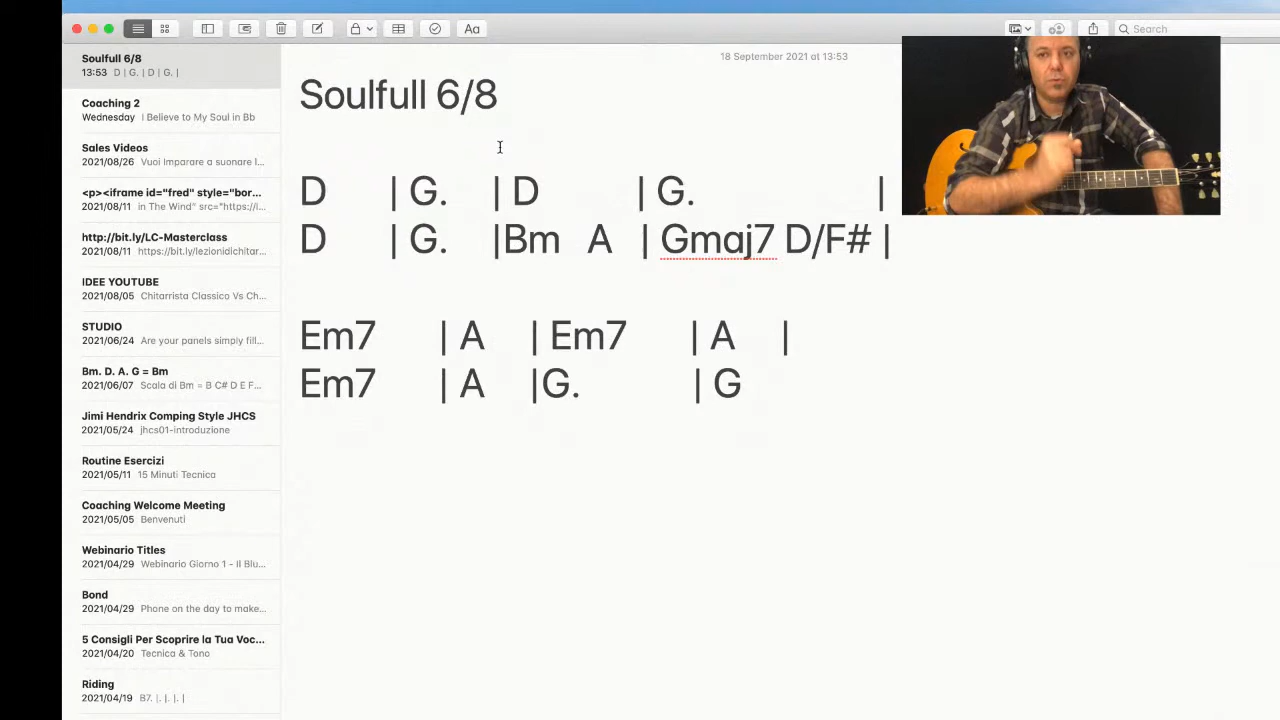 Aa
Search
Soulfull 6/8
13:53 D | G. | D | G. |
Coaching 2
Wednesday I Believe to My Soul in Bb
Sales Videos
2021/08/26 Vuoi Imparare a suonare l...
<p><iframe id="fred" style="bor...
2021/08/11 in The Wind" src="https://i...
http://bit.ly/LC-Masterclass
2021/08/11 https://bit.ly/lezionidichitar...
IDEE YOUTUBE
2021/08/05 Chitarrista Classico Vs Ch...
STUDIO
2021/06/24 Are your panels simply fill...
Bm. D. A. G = Bm
2021/06/07 Scala di Bm = B C# D E F...
Jimi Hendrix Comping Style JHCS
2021/05/24 jhcs01-introduzione
Routine Esercizi
2021/05/11 15 Minuti Tecnica
Coaching Welcome Meeting
2021/05/05 Benvenuti
Webinario Titles
2021/04/29 Webinario Giorno 1 - Il Blu...
Bond
2021/04/29 Phone on the day to make...
5 Consigli Per Scoprire la Tua Voc...
2021/04/20 Tecnica & Tono
Riding
2021/04/19 B7. |. |. |. |
18 September 2021 at 13:53
Soulfull 6/8
D | G. | D | G. |
D | G. |Bm A | Gmaj7 D/F# |
Em7 | A | Em7 | A |
Em7 | A |G. | G